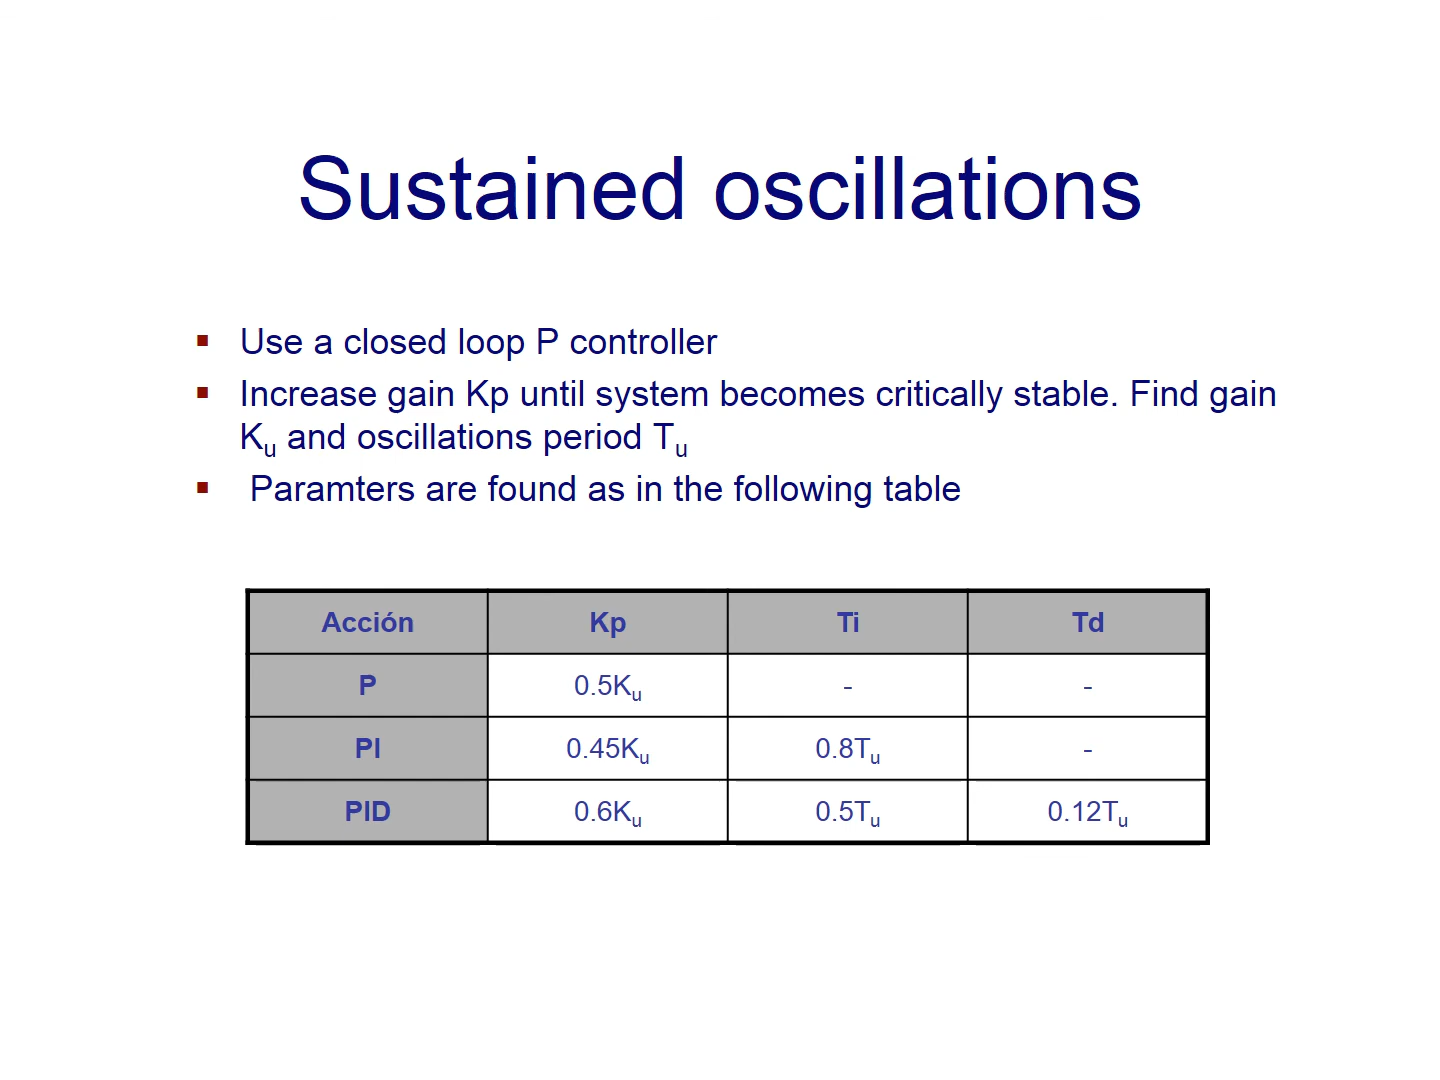 Sustained oscillations
Use a closed loop P controller
Increase gain Kp until system becomes critically stable. Find gain
Ku and oscillations period Tu
Paramters are found as in the following table
Acción Kp Ti Td
P 0.5Ku - -
PI 0.45Ku 0.8Tu -
PID 0.6Ku 0.5Tu 0.12Tu